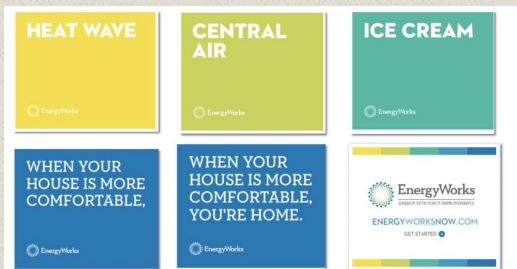 HEAT WAVE
EnergyWorks
CENTRAL
AIR
EnergyWorks
ICE CREAM
EnergyWorks
WHEN YOUR
HOUSE IS MORE
COMFORTABLE,
EnergyWorks
WHEN YOUR
HOUSE IS MORE
COMFORTABLE,
YOU'RE HOME.
EnergyWorks
EnergyWorks
ENERGY EFFICIENCY IMPROVEMENTS
ENERGYWORKSNOW.COM
GET STARTED